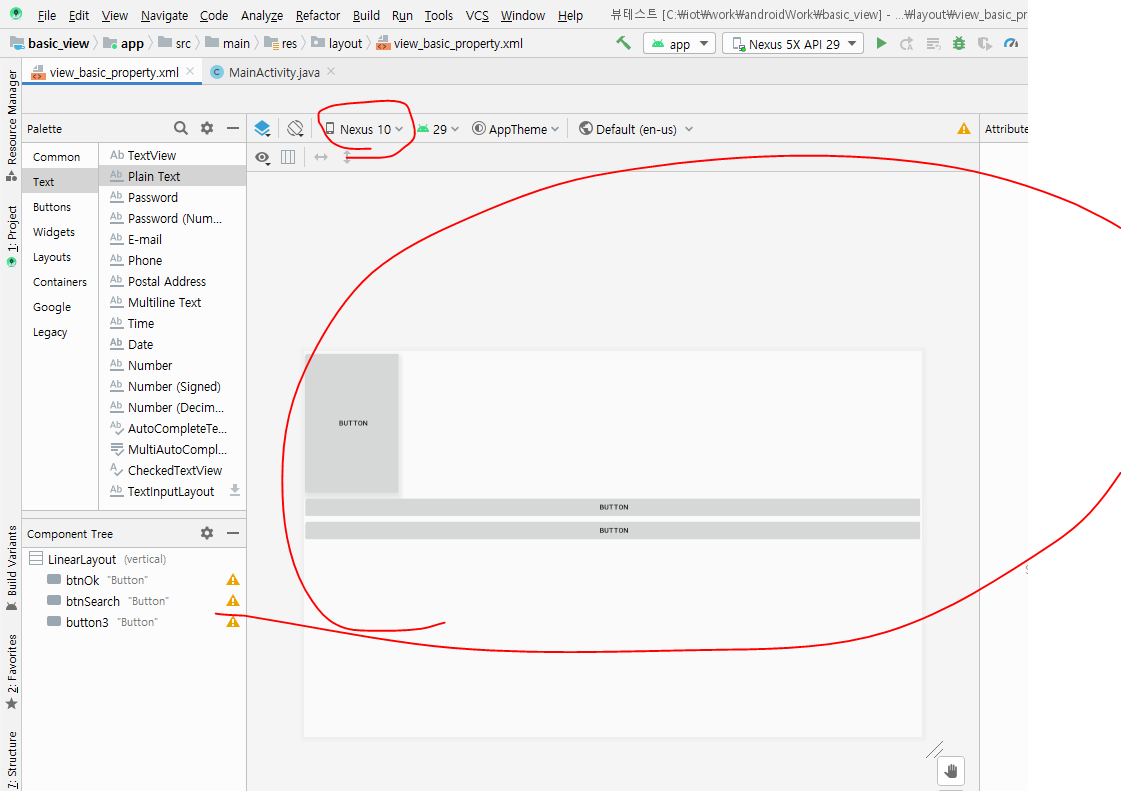 File Edit View Navigate Code Analyze Refactor Build Run Tools VCS Window Help 뷰테스트 [C:₩iot₩work₩androidWork₩basic_view] - ...₩layout₩view_basic_pr
basic_view app src main res layout view_basic_property.xml app Nexus 5X API 29
view_basic_property.xml MainActivity.java
Resource Manager
1: Project
Build Variants
2: Favorites
7: Structure
Palette Nexus 10 29 AppTheme Default (en-us) Attribute
Common
Text
Buttons
Widgets
Layouts
Containers
Google
Legacy
Ab TextView
Ab Plain Text
Ab Password
Ab Password (Num...
Ab E-mail
Ab Phone
Ab Postal Address
Ab Multiline Text
Ab Time
Ab Date
Ab Number
Ab Number (Signed)
Ab Number (Decim...
Ab AutoCompleteTe...
MultiAutoCompl...
CheckedTextView
Ab TextInputLayout
BUTTON
BUTTON
BUTTON
Component Tree
LinearLayout (vertical)
btnOk "Button"
btnSearch "Button"
button3 "Button"